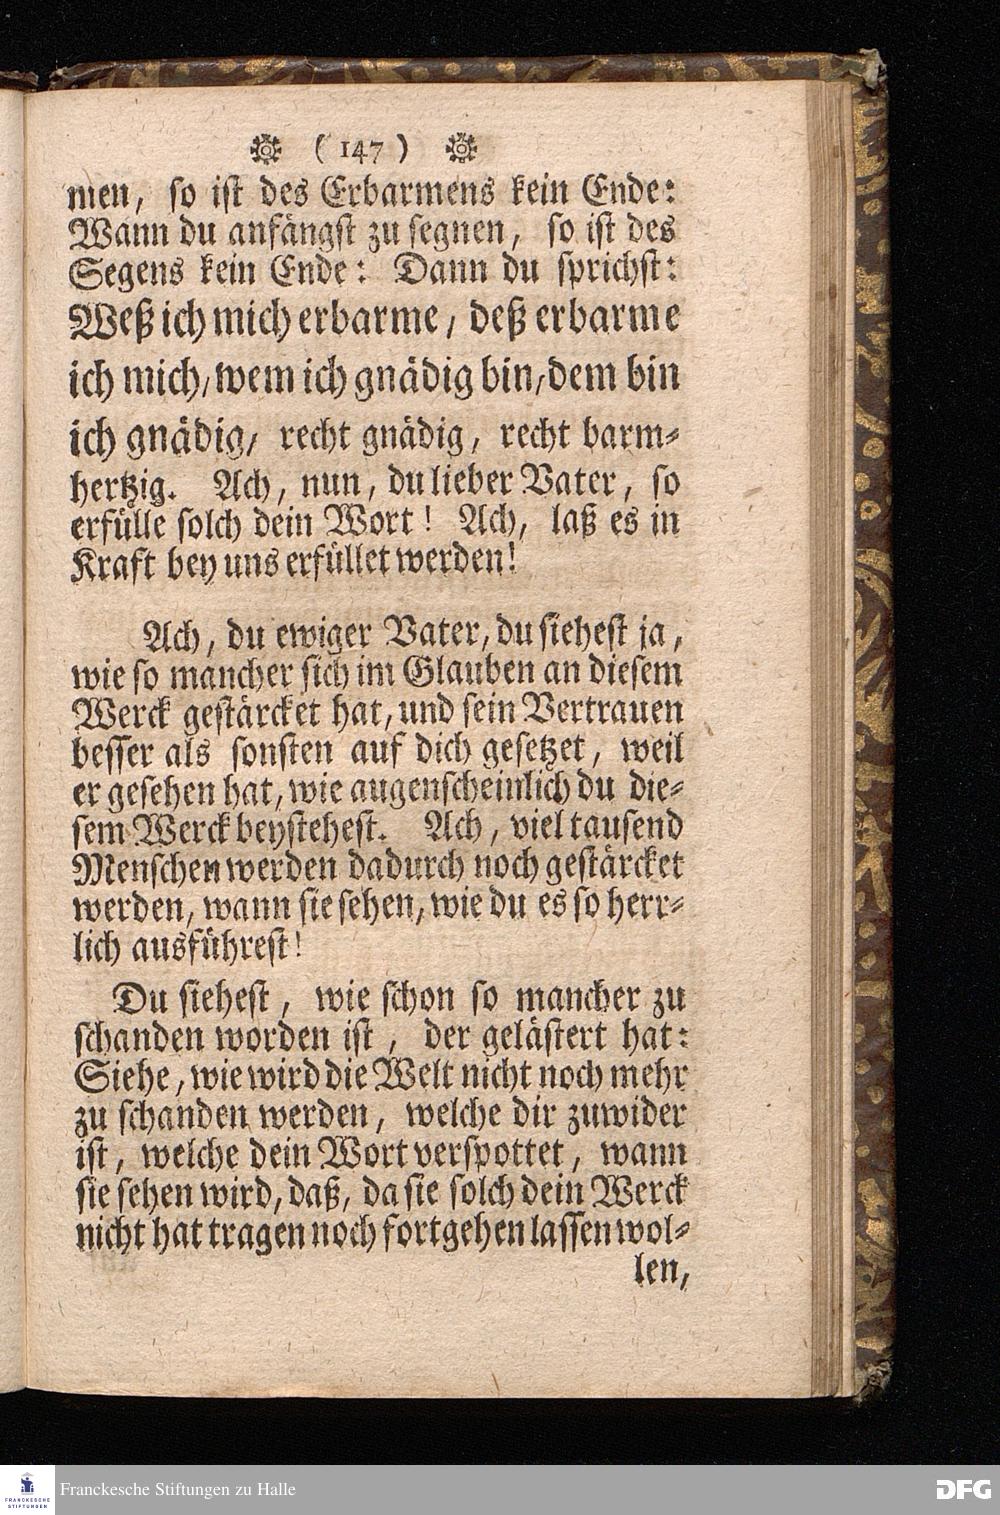 ( 147 )
men, so ist des Erbarmens kein Ende:
Wann du anfängst zu segnen, so ist des
Segens kein Ende: Dann du sprichst:
Weß ich mich erbarme, deß erbarme
ich mich, wem ich gnädig bin, dem bin
ich gnädig, recht gnädig, recht barm-
hertzig. Ach, nun, du lieber Vater, so
erfülle solch dein Wort! Ach, laß es in
Kraft bey uns erfüllet werden!
Ach, du ewiger Vater, du siehest ja,
wie so mancher sich im Glauben an diesem
Werck gestärcket hat, und sein Vertrauen
besser als sonsten auf dich gesetzet, weil
er gesehen hat, wie augenscheinlich du die-
sem Werck beystehest. Ach, viel tausend
Menschen werden dadurch noch gestärcket
werden, wann sie sehen, wie du es so herr-
lich ausführest!
Du siehest, wie schon so mancher zu
schanden worden ist, der gelästert hat:
Siehe, wie wird die Welt nicht noch mehr
zu schanden werden, welche dir zuwider
ist, welche dein Wort verspottet, wann
sie sehen wird, daß, da sie solch dein Werck
nicht hat tragen noch fortgehen lassen wol-
len,
FRANCKESCHE
STIFTUNGEN
Franckesche Stiftungen zu Halle
DFG